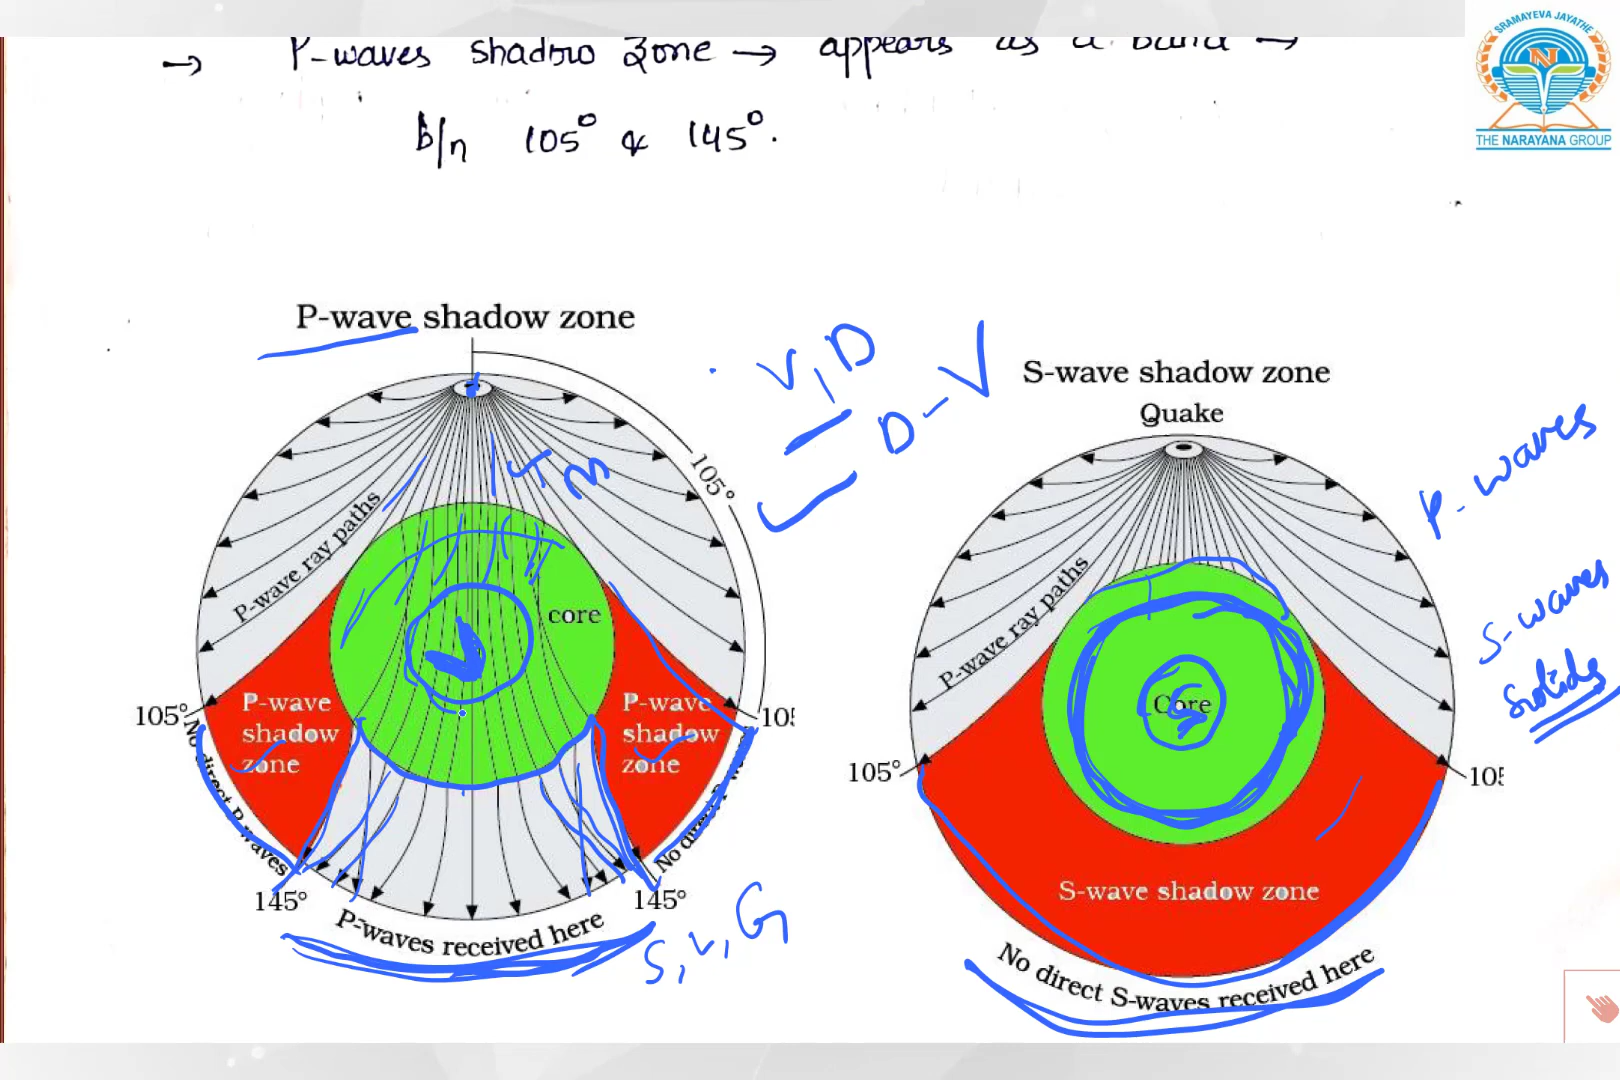 → P-waves shadow zone → appears as a band →
b/n 105° & 145°.
SRAMAYEVA JAYATHE
N
THE NARAYANA GROUP
P-wave shadow zone
V, D
D - V
105°
P-wave ray paths
core
P-wave
shadow
zone
P-wave
shadow
zone
105°
105
No direct P-waves
No direct P-w
145°
145°
P-waves received here
S, L, G
S-wave shadow zone
Quake
P-wave ray paths
Core
105°
105
S-wave shadow zone
No direct S-waves received here
P-waves
S-waves
Solids